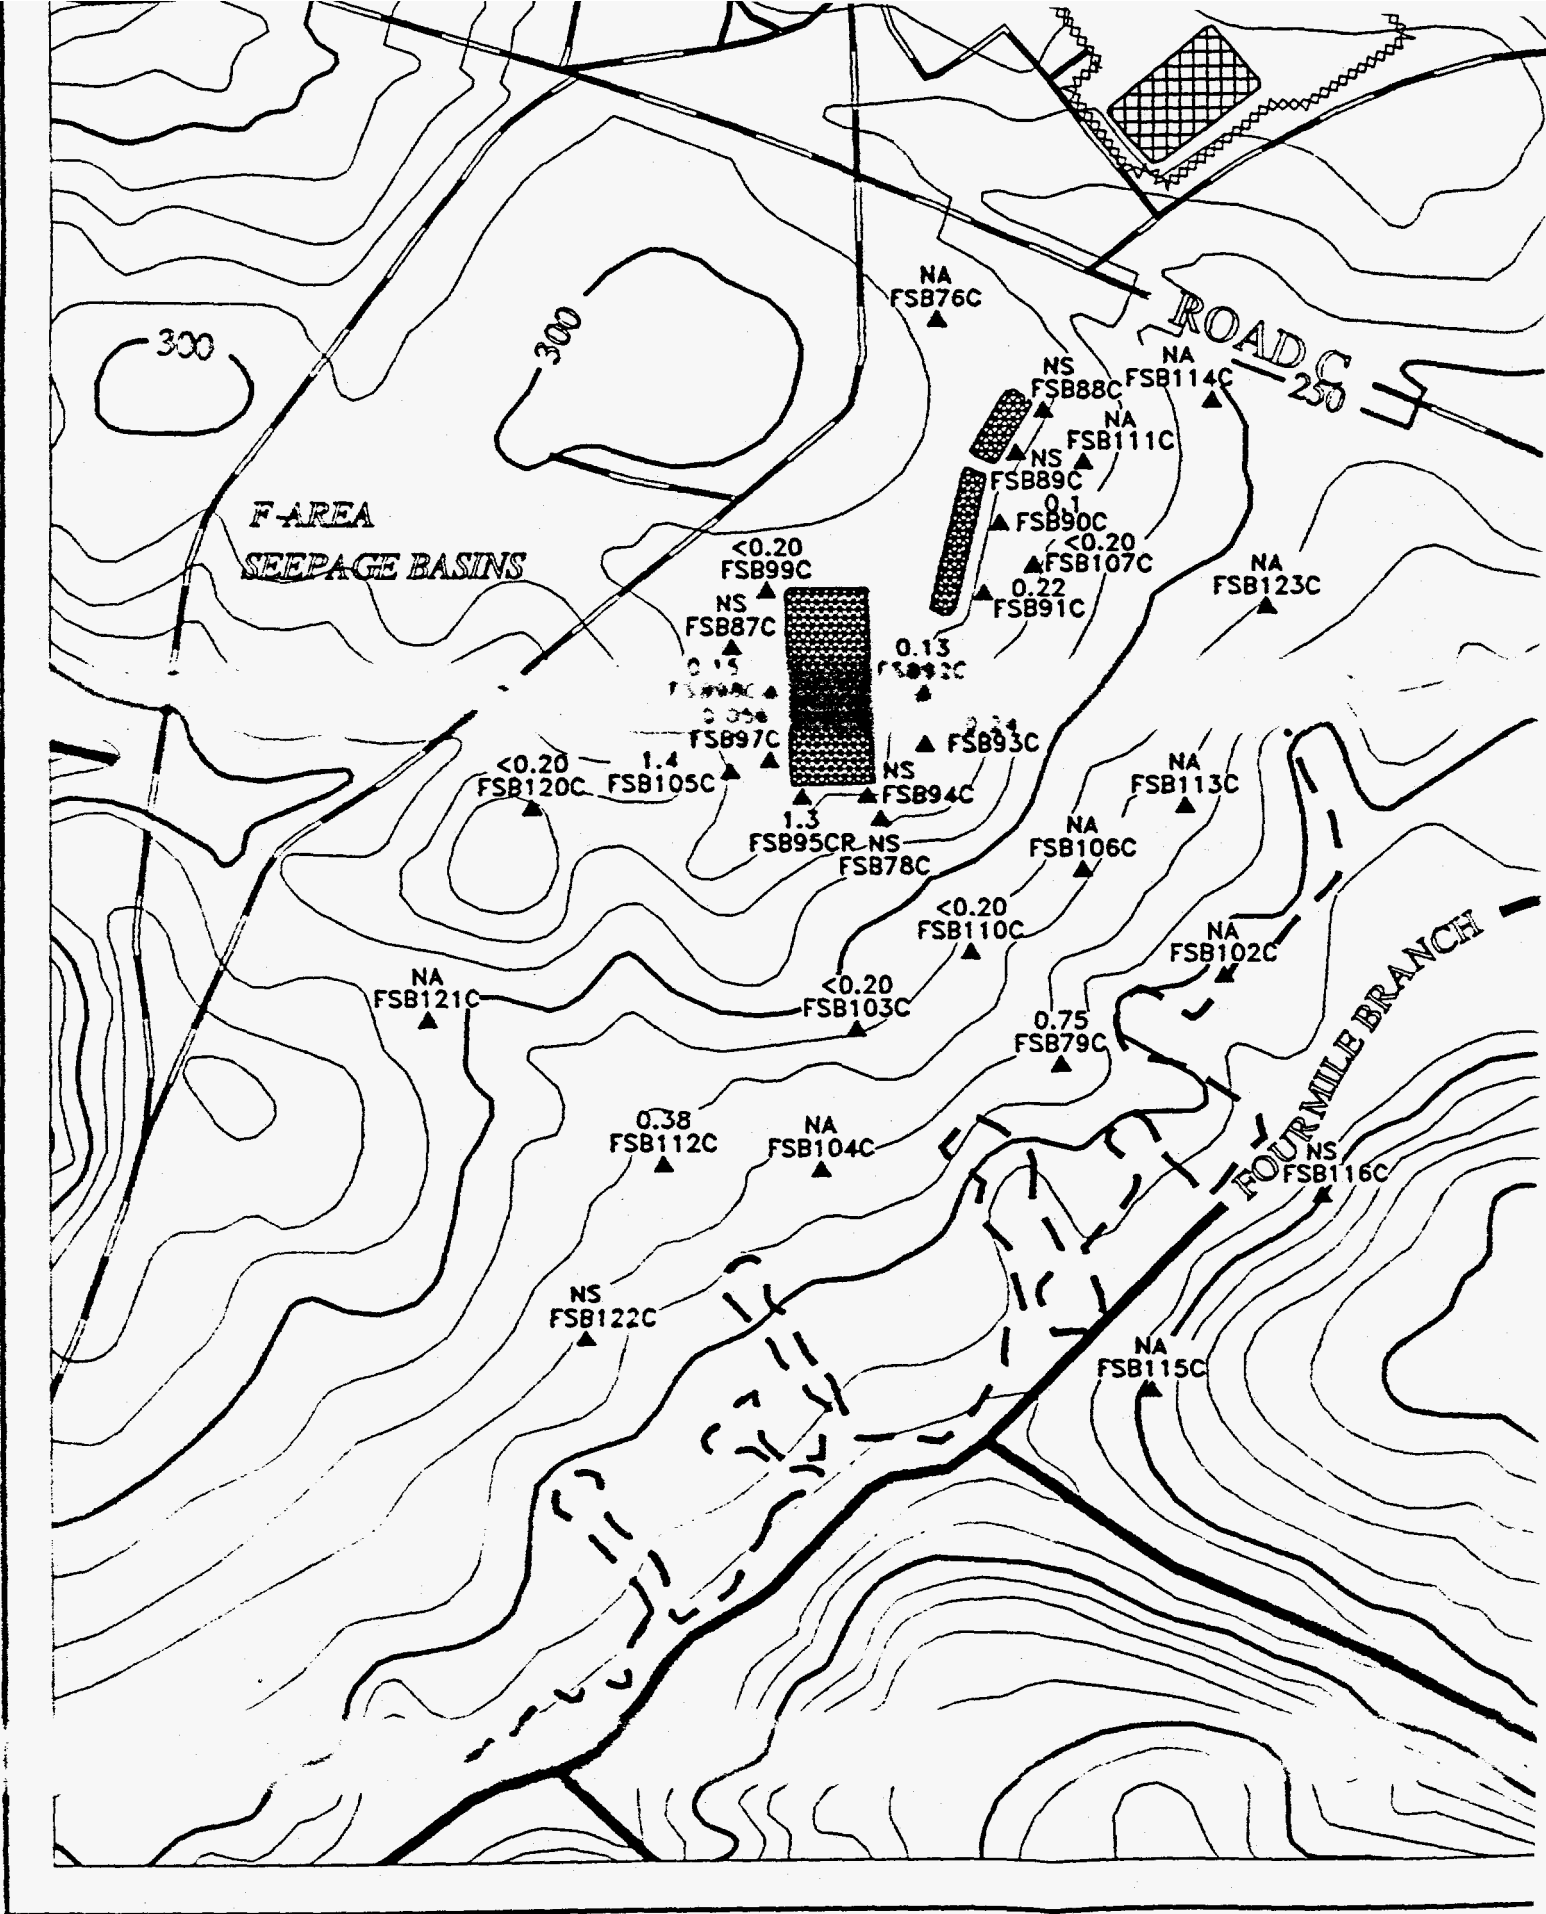 NA
FSB76C
ROAD C
300
300
250
NS
FSB88C
NA
FSB114C
NA
FSB111C
NS
FSB89C
0.1
FSB90C
<0.20
FSB107C
0.22
FSB91C
F-AREA
SEEPAGE BASINS
<0.20
FSB99C
NA
FSB123C
NS
FSB87C
0.13
0.15
FSB97C
FSB93C
<0.20
FSB120C
1.4
FSB105C
NS
FSB94C
NA
FSB113C
1.3
FSB95CR
NS
FSB78C
NA
FSB106C
<0.20
FSB110C
NA
FSB102C
FOURMILE BRANCH
NA
FSB121C
<0.20
FSB103C
0.75
FSB79C
0.38
FSB112C
NA
FSB104C
NS
FSB116C
NS
FSB122C
NA
FSB115C